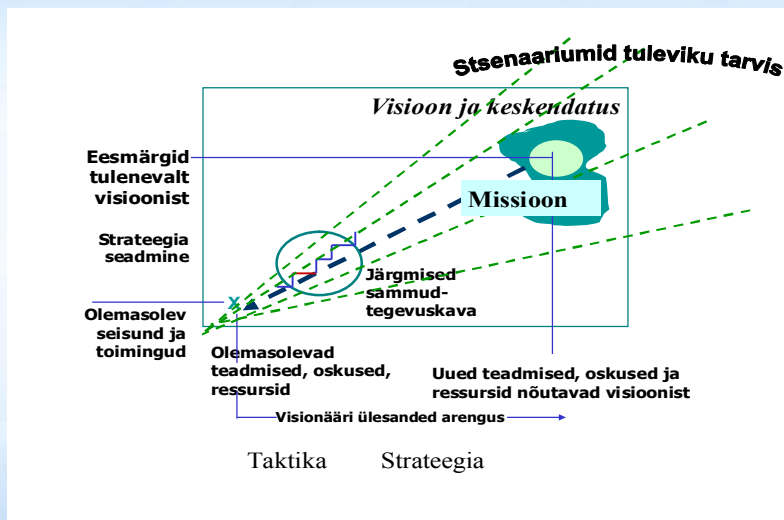 Stsenaariumid tuleviku tarvis
Visioon ja keskendatus
Eesmärgid
tulenevalt
visioonist
Missioon
Strateegia
seadmine
Järgmised
sammud-
tegevuskava
x
Olemasolev
seisund ja
toimingud
Olemasolevad
teadmised, oskused,
ressursid
Uued teadmised, oskused ja
ressursid nõutavad visioonist
Visionääri ülesanded arengus
Taktika Strateegia